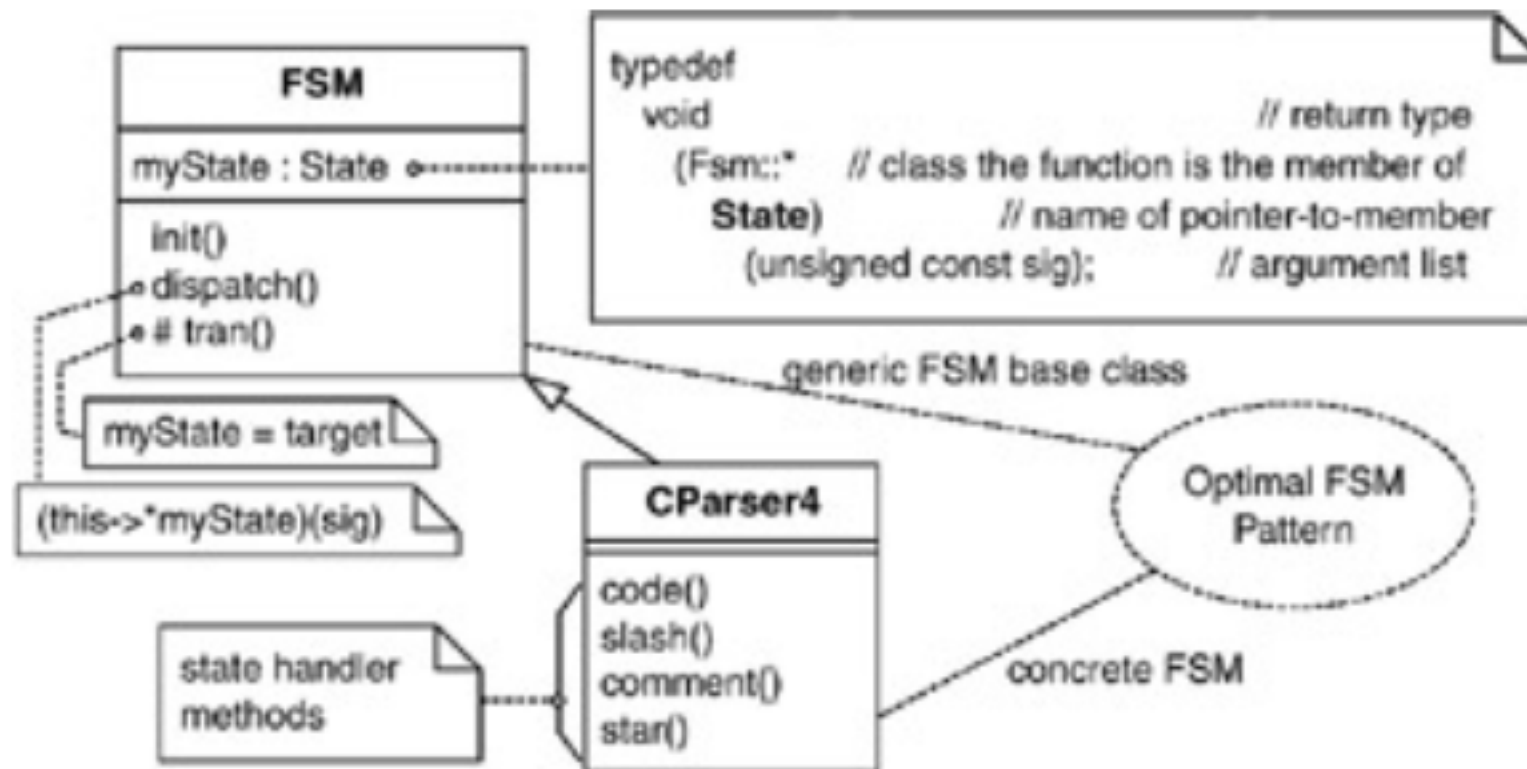 FSM
myState : State
init()
dispatch()
# tran()
typedef
void // return type
(Fsm::* // class the function is the member of
State) // name of pointer-to-member
(unsigned const sig); // argument list
myState = target
(this->*myState)(sig)
generic FSM base class
Optimal FSM
Pattern
CParser4
code()
slash()
comment()
star()
state handler
methods
concrete FSM